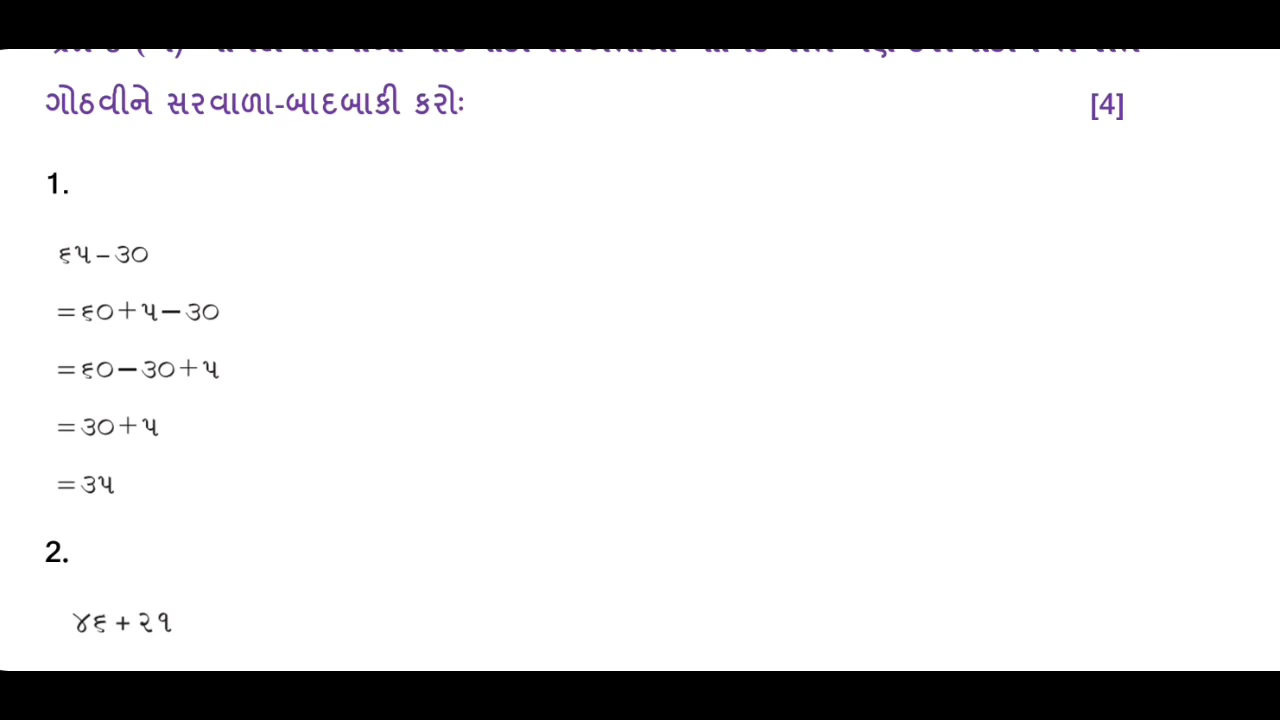 ગોઠવીને સરવાળા-બાદબાકી કરોઃ [4]
1.
૬૫ – ૩૦
= ૬૦ + ૫ – ૩૦
= ૬૦ – ૩૦ + ૫
= ૩૦ + ૫
= ૩૫
2.
૪૬ + ૨૧